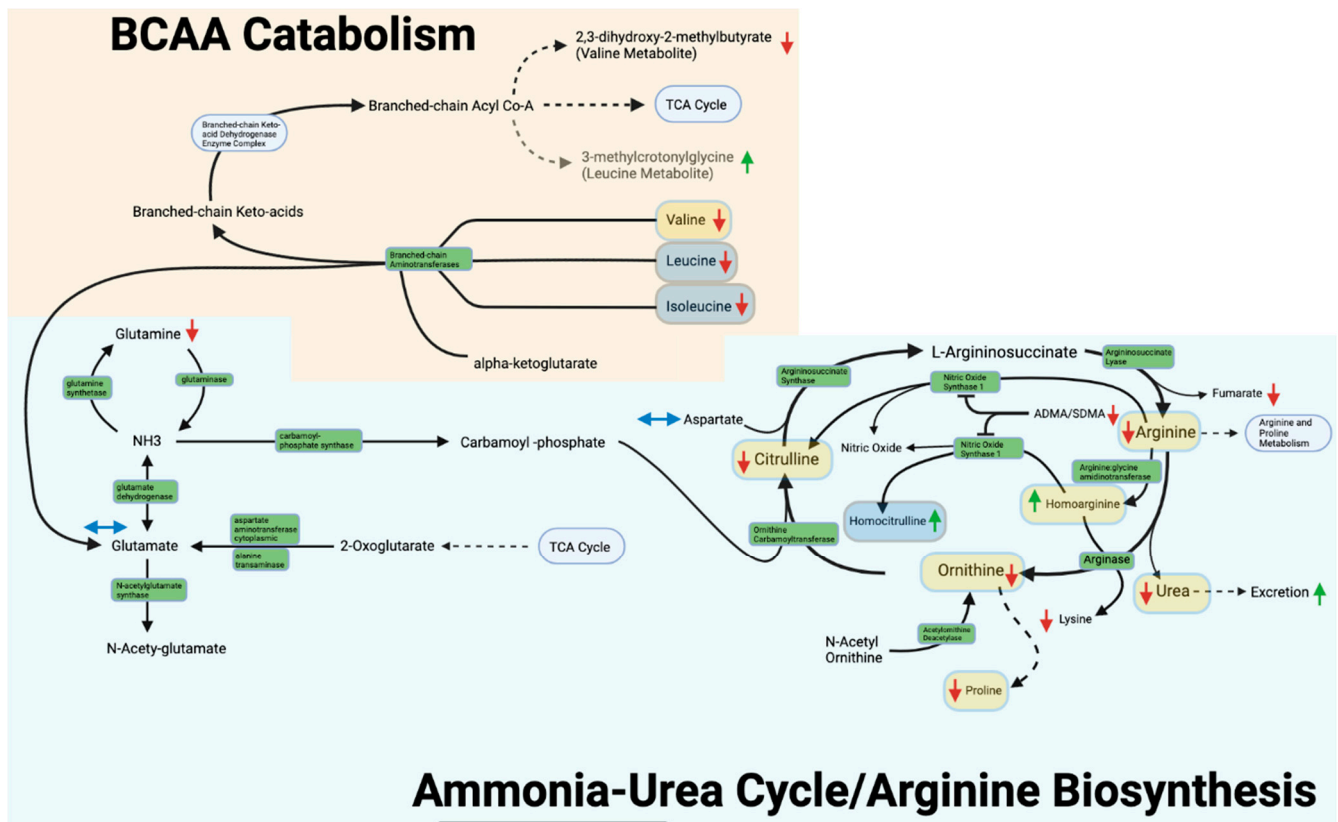 BCAA Catabolism
2,3-dihydroxy-2-methylbutyrate
(Valine Metabolite)
Branched-chain Acyl Co-A
TCA Cycle
Branched-chain Keto-
acid Dehydrogenase
Enzyme Complex
3-methylcrotonylglycine
(Leucine Metabolite)
Branched-chain Keto-acids
Valine
Branched-chain
Aminotransferases
Leucine
Isoleucine
alpha-ketoglutarate
Glutamine
glutamine
synthetase
glutaminase
NH3
carbamoyl-
phosphate synthase
Carbamoyl -phosphate
glutamate
dehydrogenase
Glutamate
aspartate
aminotransferase
cytoplasmic
alanine
transaminase
2-Oxoglutarate
TCA Cycle
N-acetylglutamate
synthase
N-Acety-glutamate
L-Argininosuccinate
Argininosuccinate
Lyase
Argininosuccinate
Synthase
Nitric Oxide
Synthase 1
Fumarate
Aspartate
ADMA/SDMA
Arginine
Arginine and
Proline
Metabolism
Citrulline
Nitric Oxide
Nitric Oxide
Synthase 1
Arginine:glycine
amidinotransferase
Homoarginine
Homocitrulline
Ornithine
Carbamoyltransferase
Arginase
Ornithine
Urea
Excretion
Lysine
N-Acetyl
Ornithine
Acetylornithine
Deacetylase
Proline
Ammonia-Urea Cycle/Arginine Biosynthesis